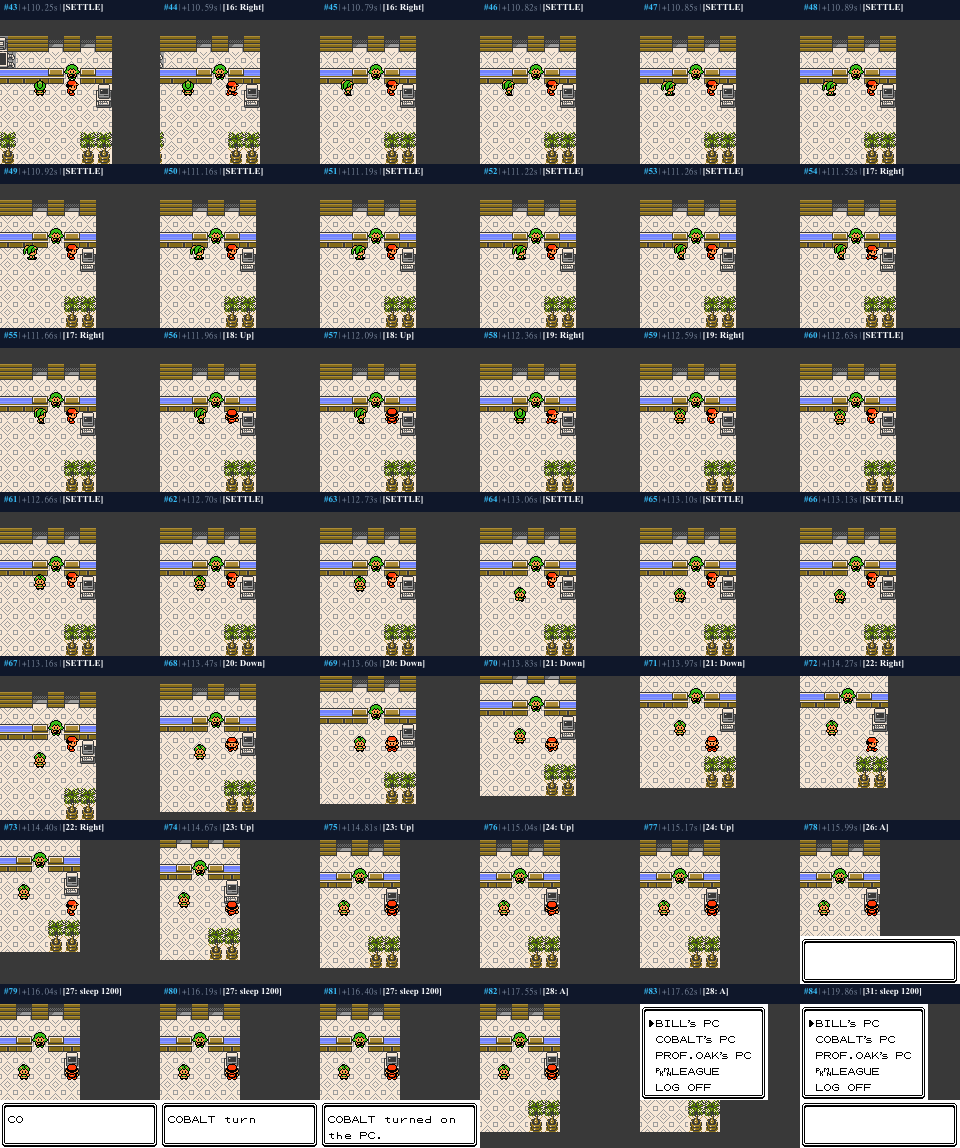 #43|+110.25s|[SETTLE]
#44|+110.59s|[16: Right]
#45|+110.79s|[16: Right]
#46|+110.82s|[SETTLE]
#47|+110.85s|[SETTLE]
#48|+110.89s|[SETTLE]
#49|+110.92s|[SETTLE]
#50|+111.16s|[SETTLE]
#51|+111.19s|[SETTLE]
#52|+111.22s|[SETTLE]
#53|+111.26s|[SETTLE]
#54|+111.52s|[17: Right]
#55|+111.66s|[17: Right]
#56|+111.96s|[18: Up]
#57|+112.09s|[18: Up]
#58|+112.36s|[19: Right]
#59|+112.59s|[19: Right]
#60|+112.63s|[SETTLE]
#61|+112.66s|[SETTLE]
#62|+112.70s|[SETTLE]
#63|+112.73s|[SETTLE]
#64|+113.06s|[SETTLE]
#65|+113.10s|[SETTLE]
#66|+113.13s|[SETTLE]
#67|+113.16s|[SETTLE]
#68|+113.47s|[20: Down]
#69|+113.60s|[20: Down]
#70|+113.83s|[21: Down]
#71|+113.97s|[21: Down]
#72|+114.27s|[22: Right]
#73|+114.40s|[22: Right]
#74|+114.67s|[23: Up]
#75|+114.81s|[23: Up]
#76|+115.04s|[24: Up]
#77|+115.17s|[24: Up]
#78|+115.99s|[26: A]
#79|+116.04s|[27: sleep 1200]
CO
#80|+116.19s|[27: sleep 1200]
COBALT turn
#81|+116.40s|[27: sleep 1200]
COBALT turned on
the PC.
#82|+117.55s|[28: A]
#83|+117.62s|[28: A]
▶BILL's PC
COBALT's PC
PROF.OAK's PC
PKMNLEAGUE
LOG OFF
#84|+119.86s|[31: sleep 1200]
▶BILL's PC
COBALT's PC
PROF.OAK's PC
PKMNLEAGUE
LOG OFF